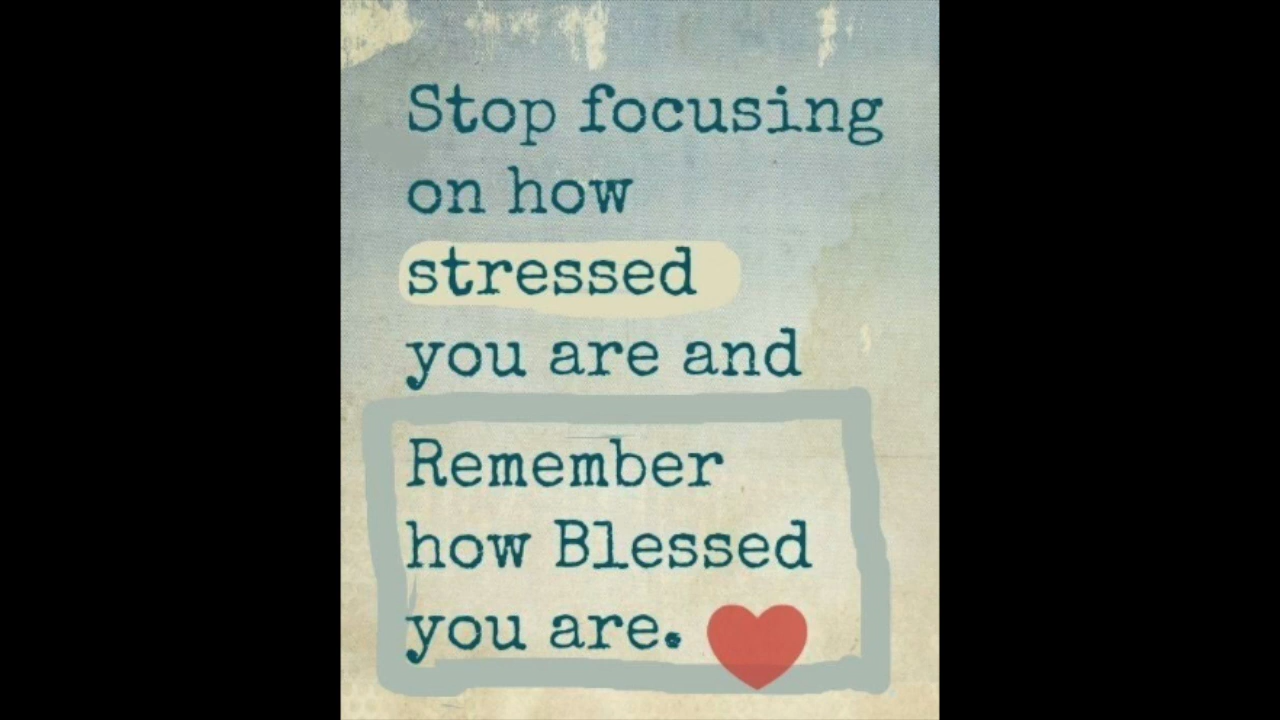 Stop focusing
on how
stressed
you are and
Remember
how Blessed
you are.